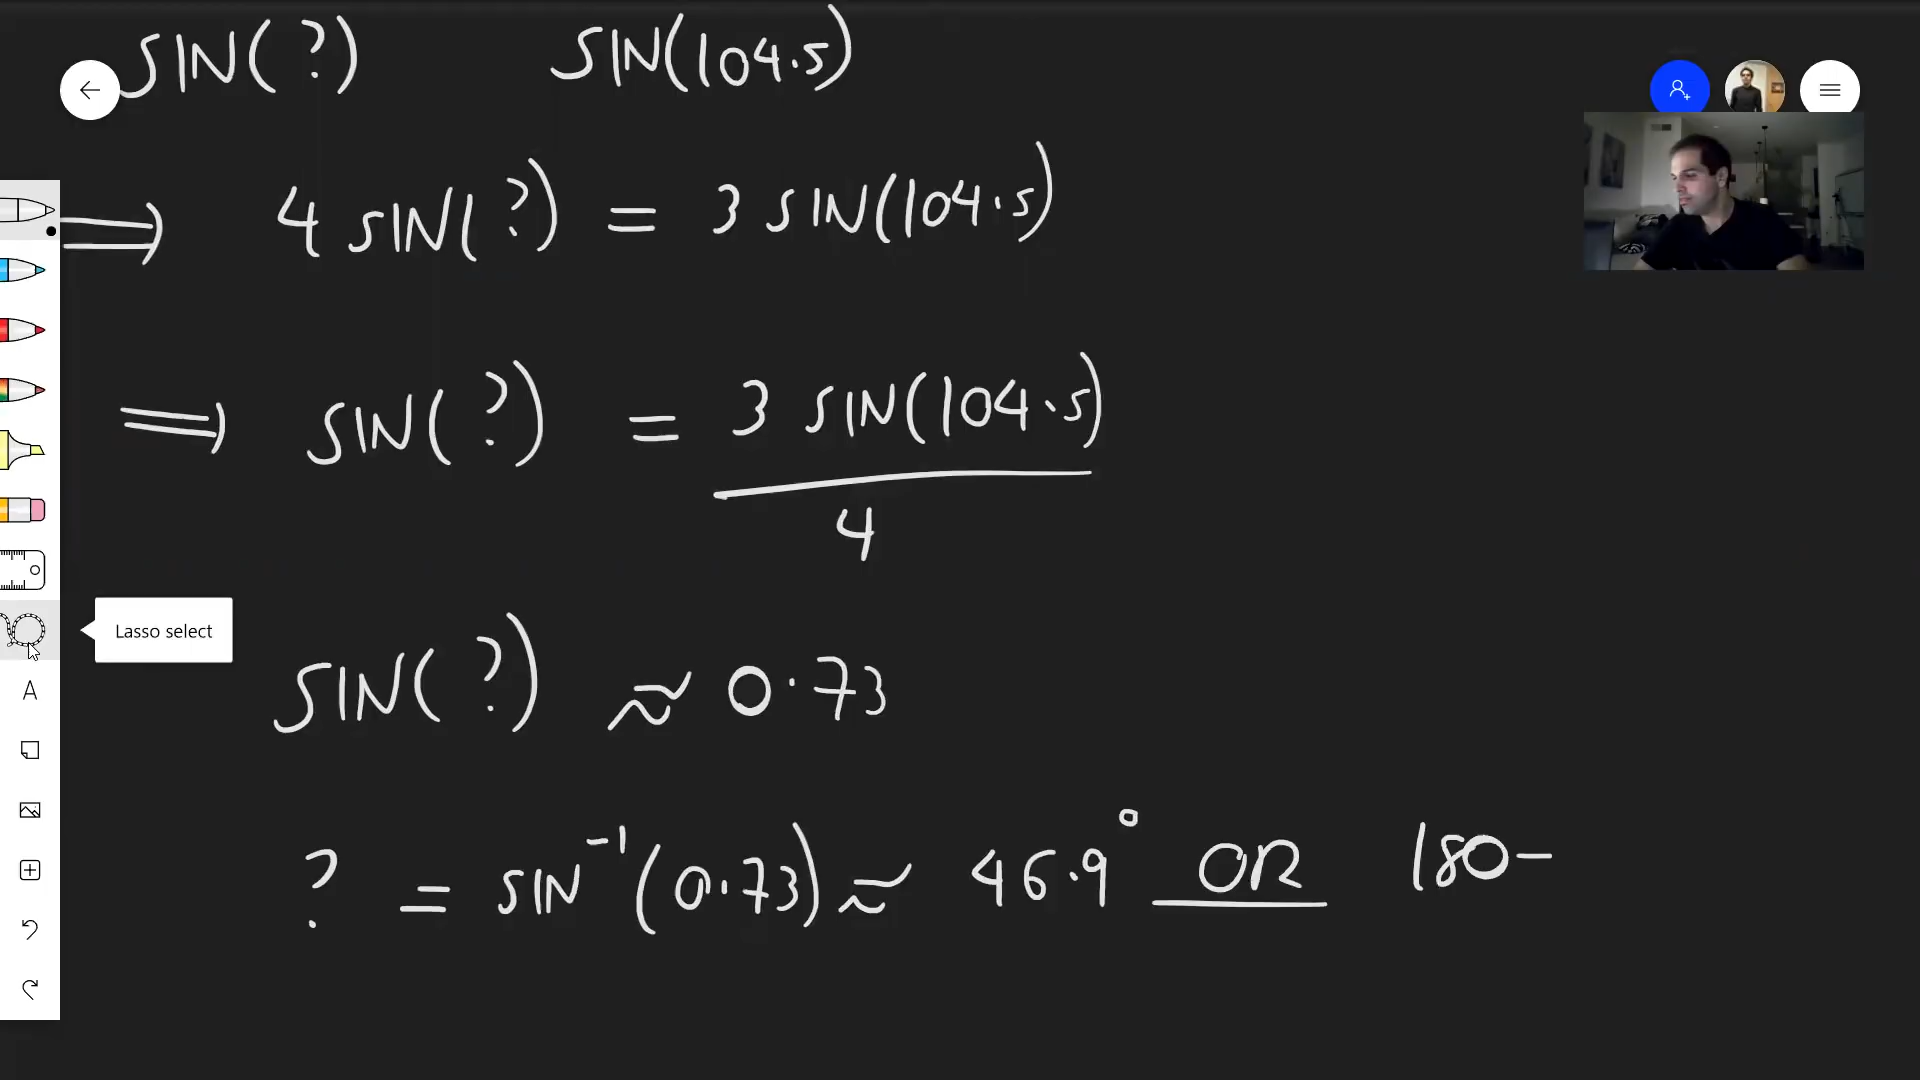 SIN(?) SIN(104.5)
⟹ 4 SIN(?) = 3 SIN(104.5)
⟹ SIN(?) = 3 SIN(104.5)
4
Lasso select
SIN(?) ≈ 0.73
A
? = SIN⁻¹(0.73) ≈ 46.9° OR 180-